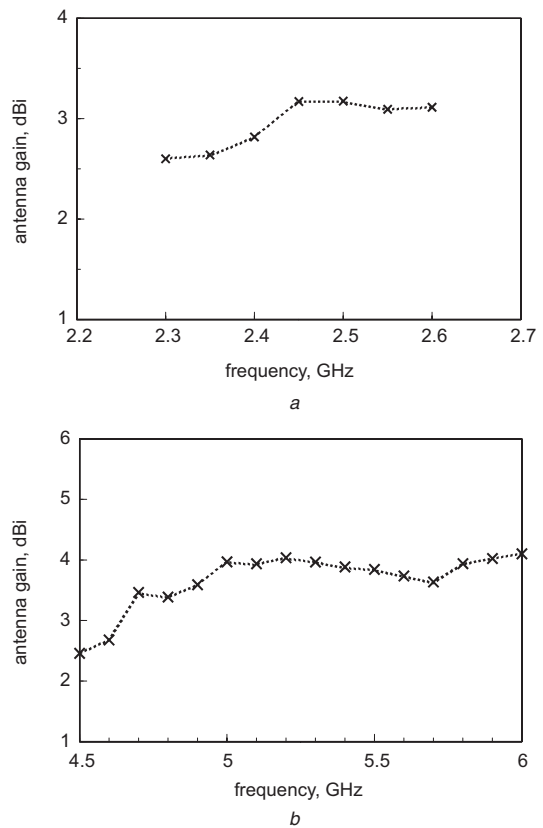 4
3
2
1
antenna gain, dBi
2.2 2.3 2.4 2.5 2.6 2.7
frequency, GHz
a
6
5
4
3
2
1
antenna gain, dBi
4.5 5 5.5 6
frequency, GHz
b